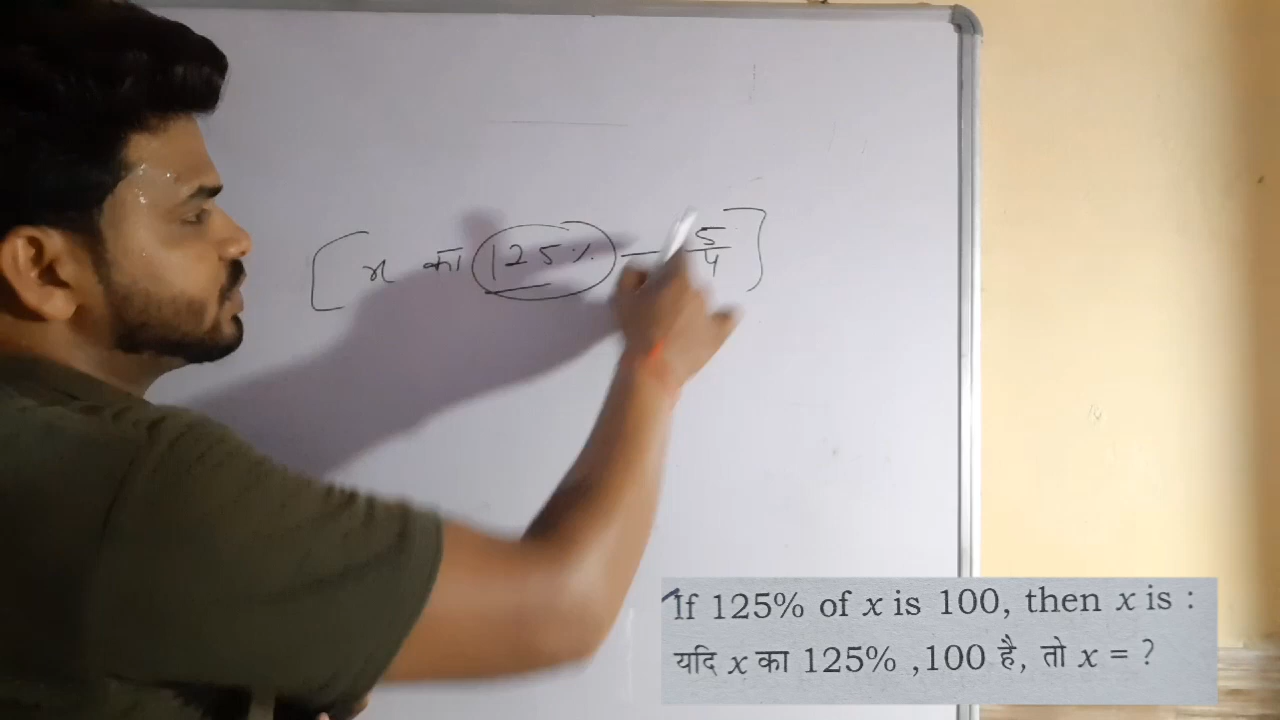 [ x का 125% — 5/4 ]
If 125% of x is 100, then x is :
यदि x का 125% ,100 है, तो x = ?